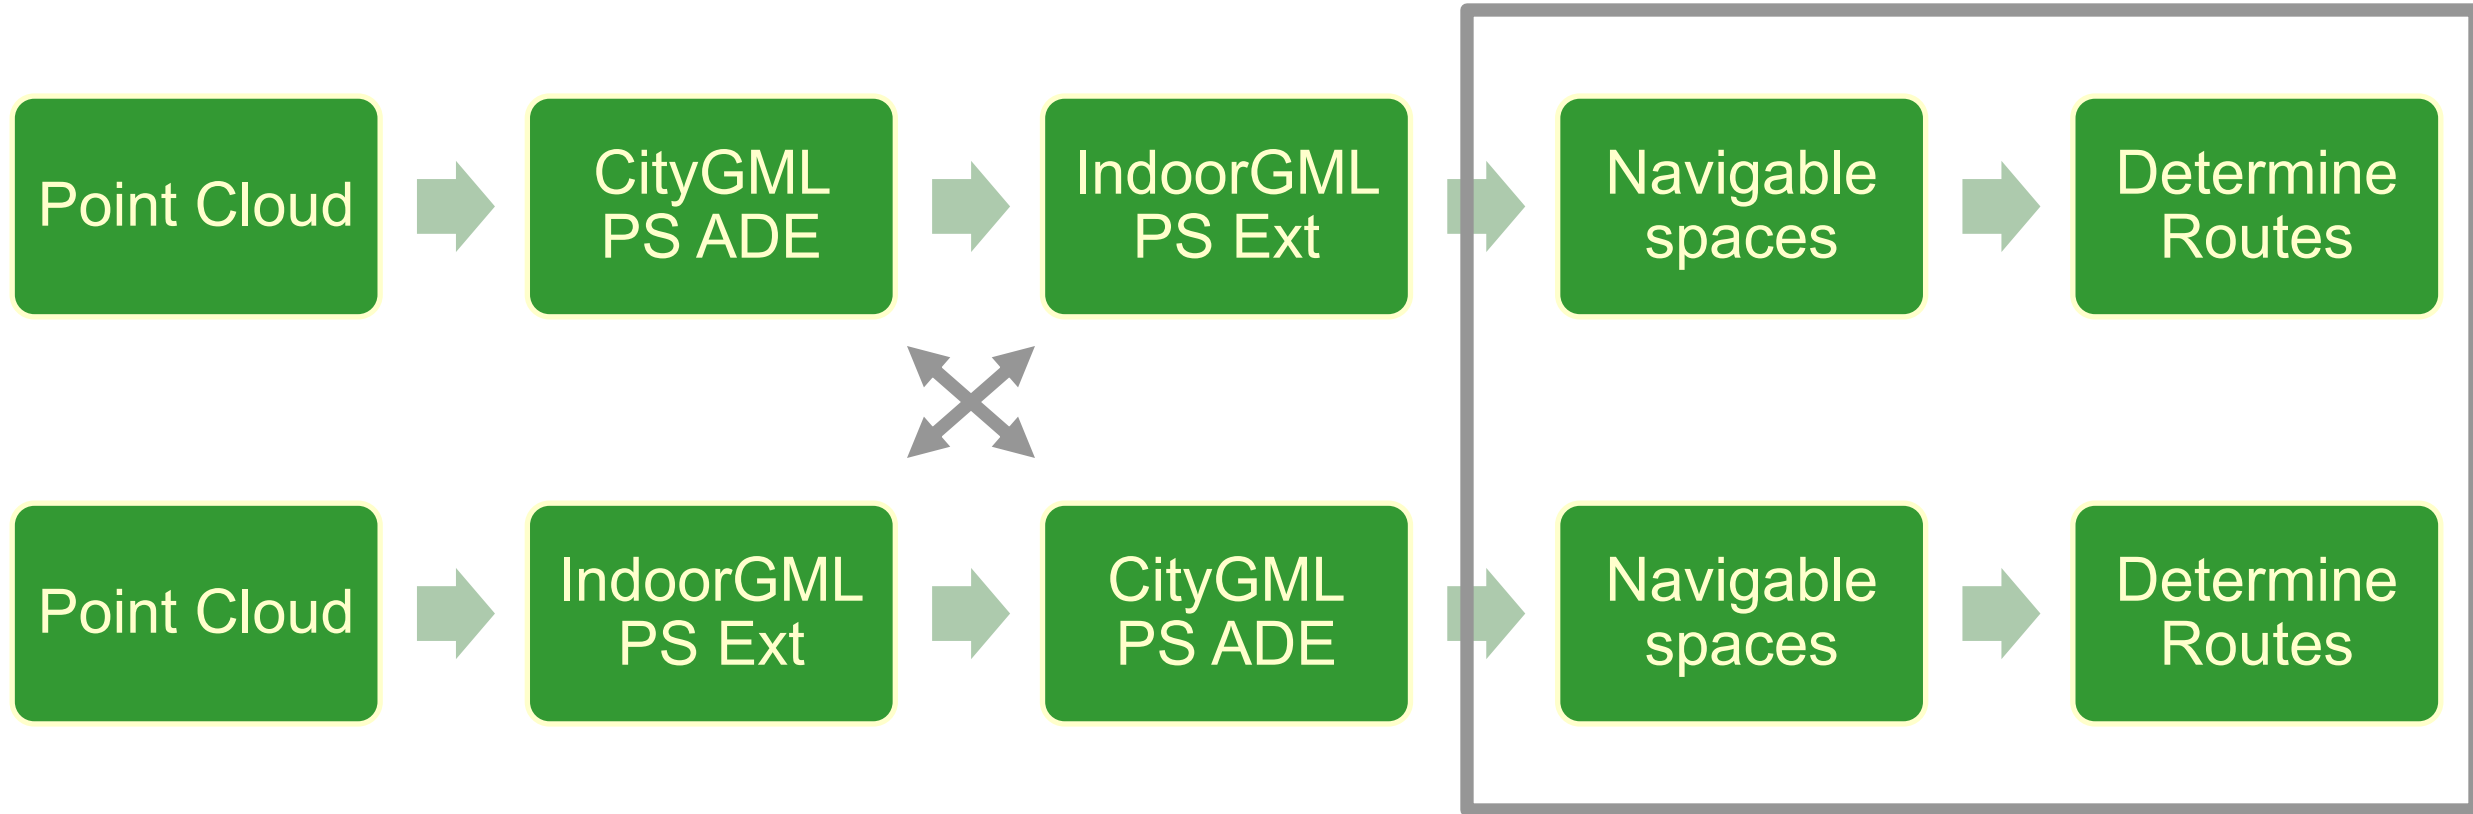 Point Cloud
CityGML
PS ADE
IndoorGML
PS Ext
Navigable
spaces
Determine
Routes
Point Cloud
IndoorGML
PS Ext
CityGML
PS ADE
Navigable
spaces
Determine
Routes